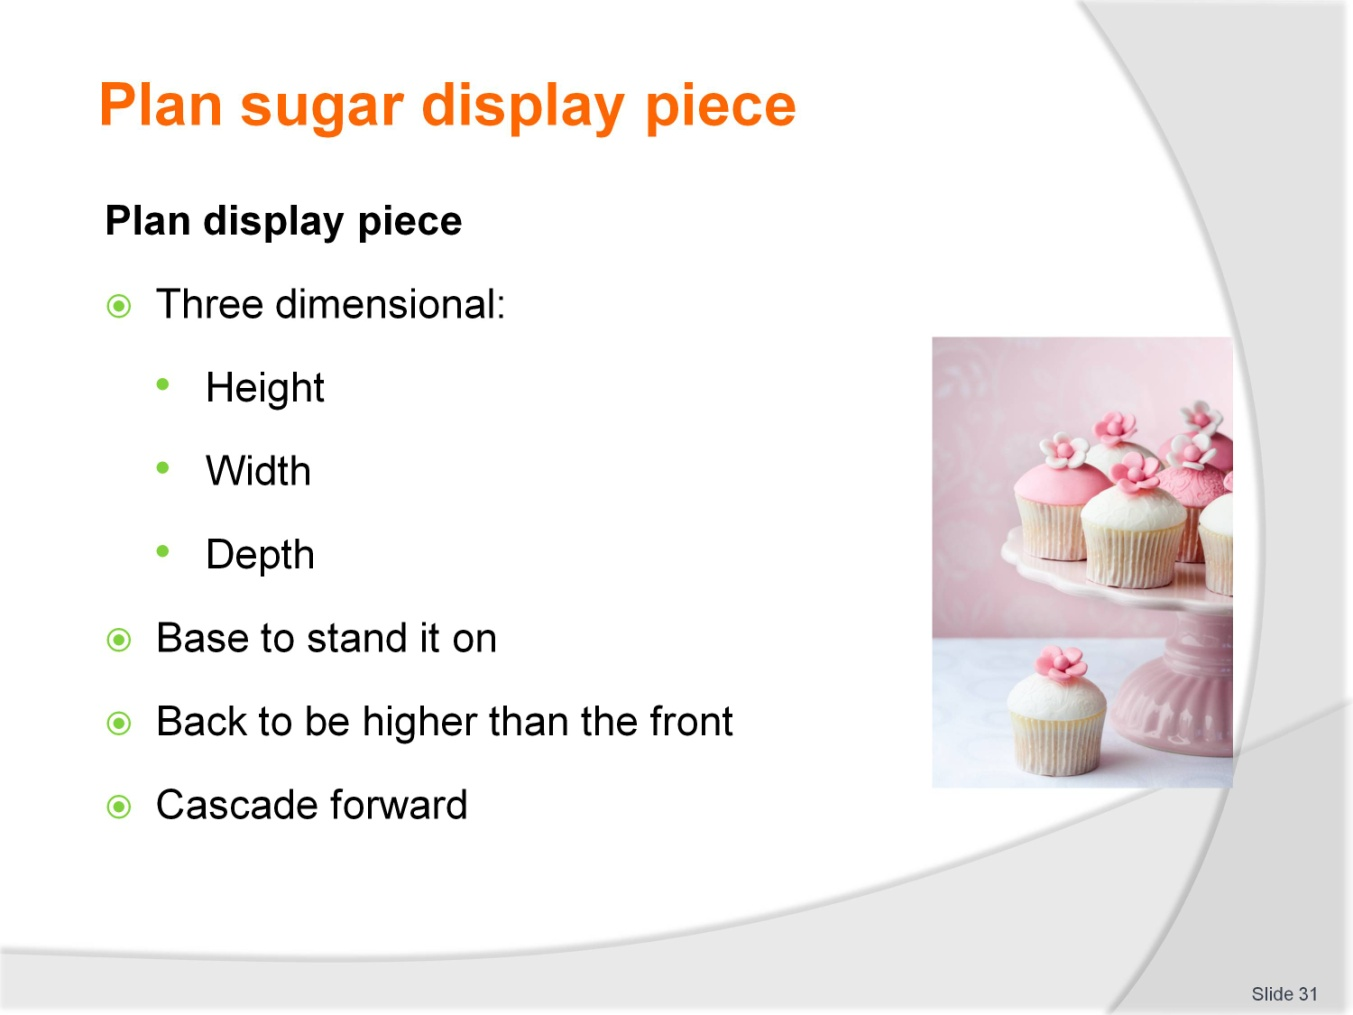 Plan sugar display piece
Plan display piece
Three dimensional:
Height
Width
Depth
Base to stand it on
Back to be higher than the front
Cascade forward
Slide 31